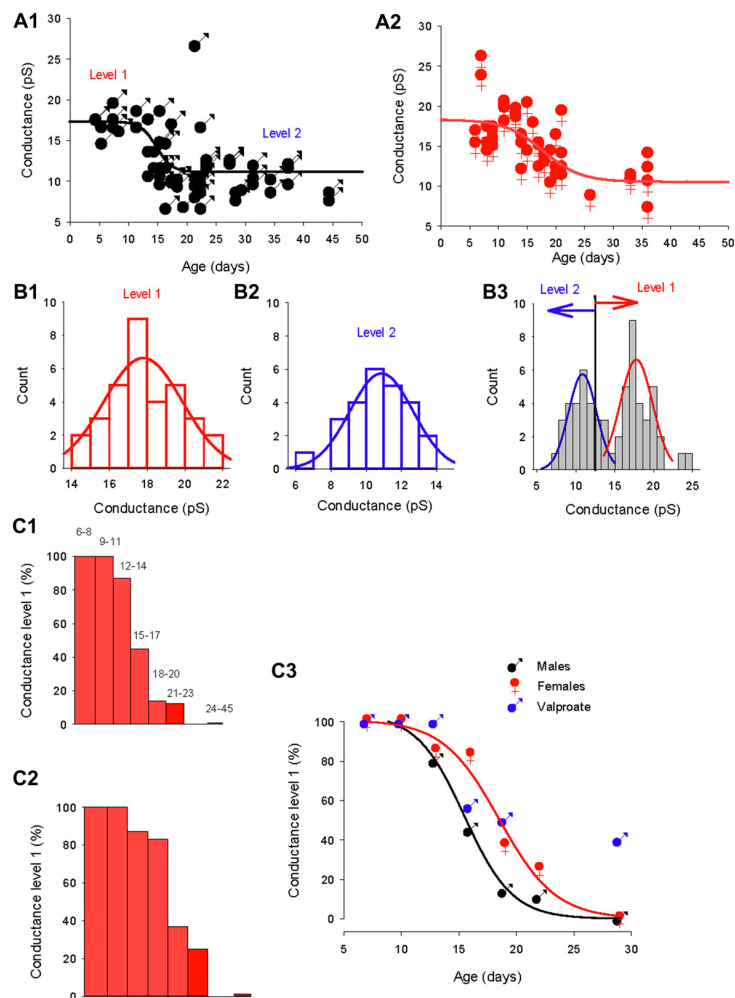 A1
30
25
20
15
10
5
Conductance (pS)
Level 1
Level 2
0 5 10 15 20 25 30 35 40 45 50
Age (days)
A2
30
25
20
15
10
5
Conductance (pS)
0 5 10 15 20 25 30 35 40 45 50
Age (days)
B1
Level 1
10
8
6
4
2
0
Count
14 16 18 20 22
Conductance (pS)
B2
Level 2
10
8
6
4
2
0
Count
6 8 10 12 14
Conductance (pS)
B3
Level 2
Level 1
10
8
6
4
2
0
Count
5 10 15 20 25
Conductance (pS)
C1
6-8
9-11
12-14
15-17
18-20
21-23
24-45
100
80
60
40
20
0
Conductance level 1 (%)
C2
100
80
60
40
20
0
Conductance level 1 (%)
C3
Males
Females
Valproate
100
80
60
40
20
0
Conductance level 1 (%)
5 10 15 20 25 30
Age (days)